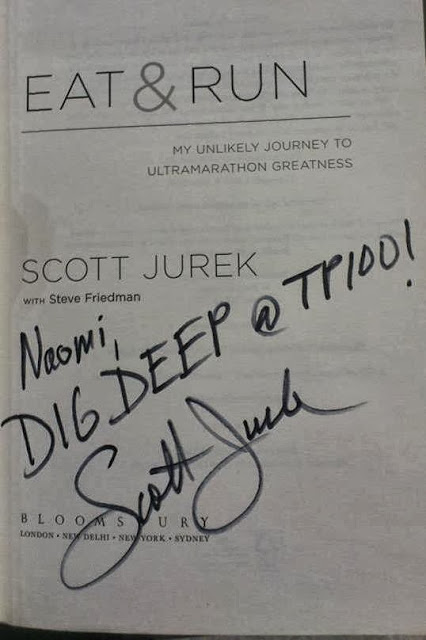 EAT & RUN
MY UNLIKELY JOURNEY TO
ULTRAMARATHON GREATNESS
SCOTT JUREK
WITH Steve Friedman
Naomi,
DIG DEEP @ TP100!
Scott Jurek
BLOOMSBURY
LONDON • NEW DELHI • NEW YORK • SYDNEY